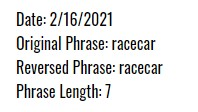 Date: 2/16/2021
Original Phrase: racecar
Reversed Phrase: racecar
Phrase Length: 7